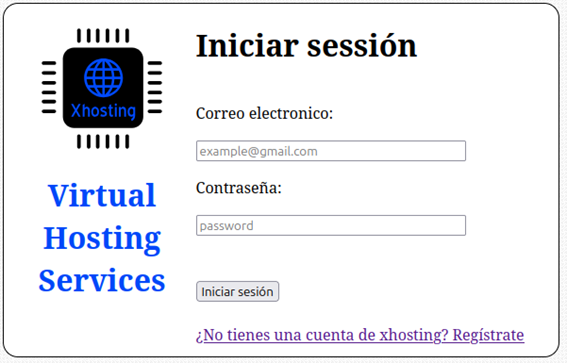 Xhosting
Virtual
Hosting
Services
Iniciar sessión
Correo electronico:
example@gmail.com
Contraseña:
password
Iniciar sesión
¿No tienes una cuenta de xhosting? Regístrate